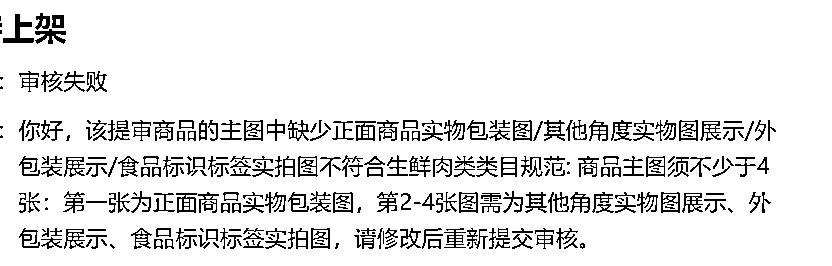 上架
：审核失败
：你好，该提审商品的主图中缺少正面商品实物包装图/其他角度实物图展示/外
包装展示/食品标识标签实拍图不符合生鲜肉类类目规范: 商品主图须不少于4
张：第一张为正面商品实物包装图，第2-4张图需为其他角度实物图展示、外
包装展示、食品标识标签实拍图，请修改后重新提交审核。